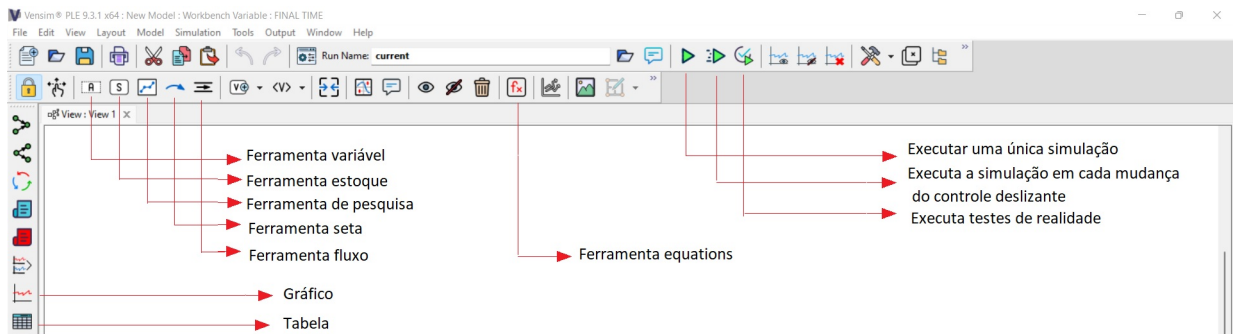 Vensim® PLE 9.3.1 x64 : New Model : Workbench Variable : FINAL TIME
File Edit View Layout Model Simulation Tools Output Window Help
Run Name: current
A S V <V> fx
View : View 1
Ferramenta variável
Ferramenta estoque
Ferramenta de pesquisa
Ferramenta seta
Ferramenta fluxo
Gráfico
Tabela
Ferramenta equations
Executar uma única simulação
Executa a simulação em cada mudança
do controle deslizante
Executa testes de realidade